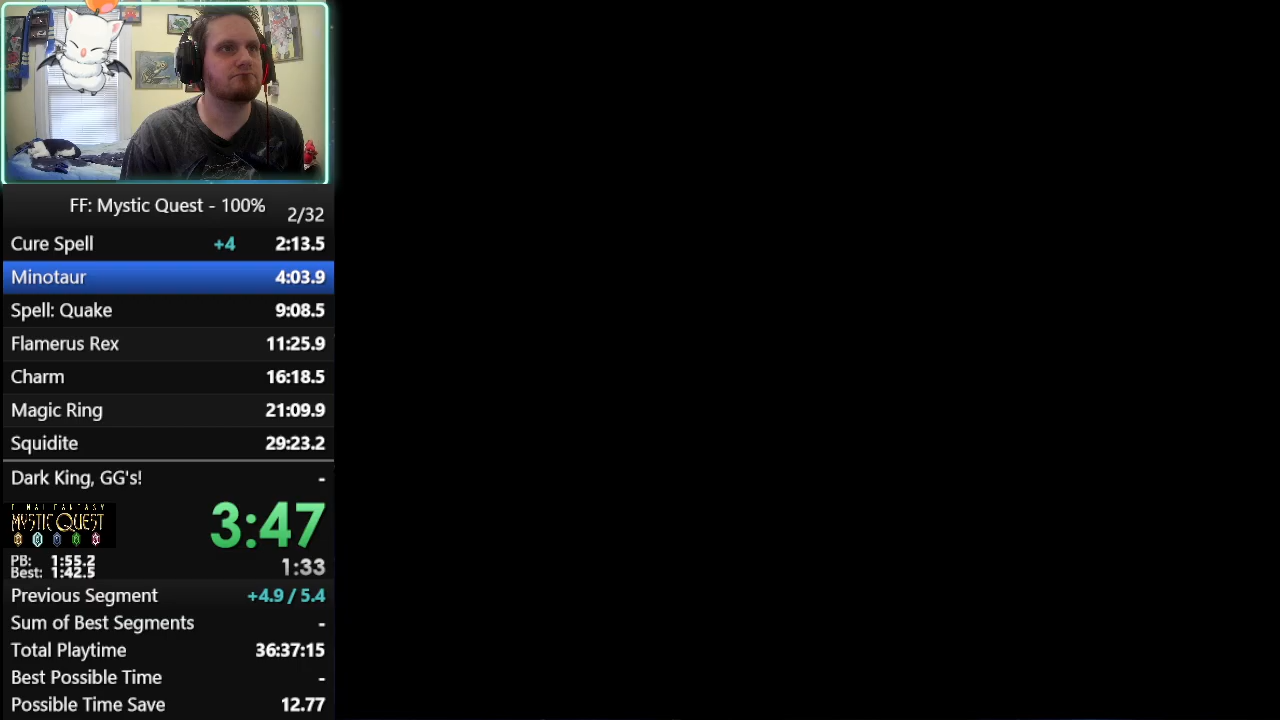 FF: Mystic Quest - 100%
2/32
Cure Spell +4 2:13.5
Minotaur 4:03.9
Spell: Quake 9:08.5
Flamerus Rex 11:25.9
Charm 16:18.5
Magic Ring 21:09.9
Squidite 29:23.2
Dark King, GG's! -
FINAL FANTASY
MYSTIC QUEST
3:47
PB: 1:55.2
Best: 1:42.5
1:33
Previous Segment +4.9 / 5.4
Sum of Best Segments -
Total Playtime 36:37:15
Best Possible Time -
Possible Time Save 12.77